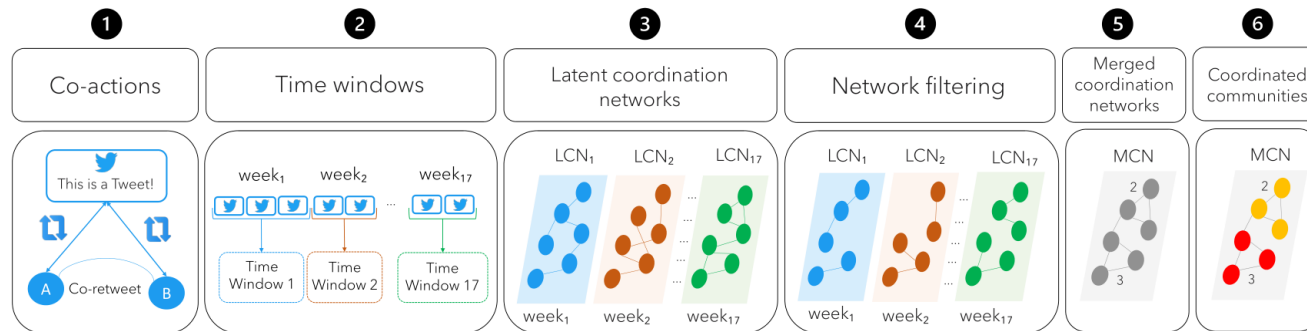 1
2
3
4
5
6
Co-actions
Time windows
Latent coordination
networks
Network filtering
Merged
coordination
networks
Coordinated
communities
This is a Tweet!
A
Co-retweet
B
week₁
week₂
...
week₁₇
Time
Window 1
Time
Window 2
Time
Window 17
LCN₁
LCN₂
LCN₁₇
...
...
...
week₁
week₂
week₁₇
LCN₁
LCN₂
LCN₁₇
...
...
...
week₁
week₂
week₁₇
MCN
2
3
MCN
2
3